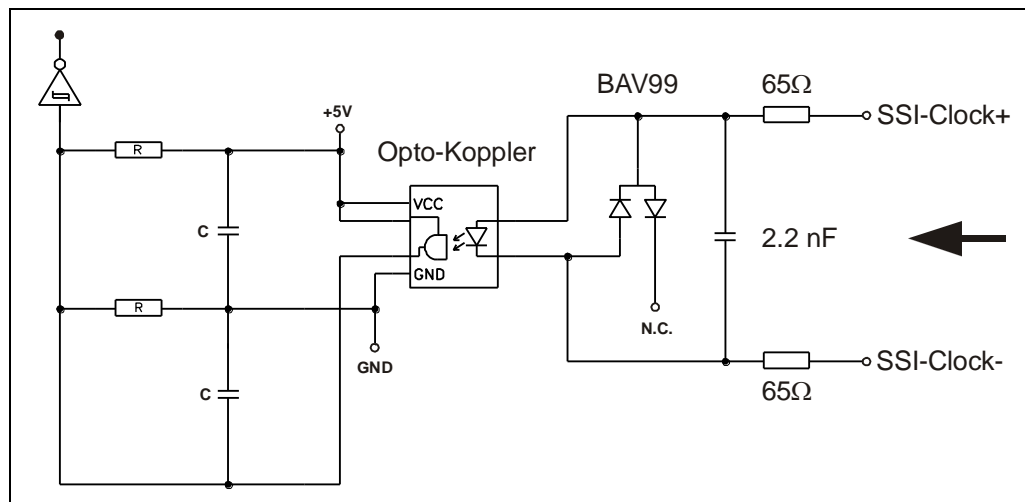 BAV99
65Ω
SSI-Clock+
+5V
Opto-Koppler
R
VCC
C
2.2 nF
GND
R
N.C.
GND
SSI-Clock-
C
65Ω